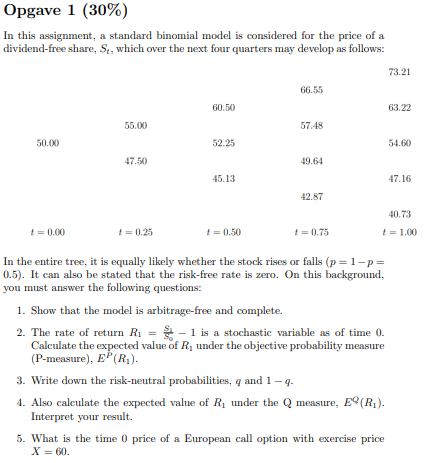 Opgave 1 (30%)
In this assignment, a standard binomial model is considered for the price of a
dividend-free share, S_t, which over the next four quarters may develop as follows:
73.21
66.55
60.50 63.22
55.00 57.48
50.00 52.25 54.60
47.50 49.64
45.13 47.16
42.87
40.73
t = 0.00 t = 0.25 t = 0.50 t = 0.75 t = 1.00
In the entire tree, it is equally likely whether the stock rises or falls (p = 1 − p =
0.5). It can also be stated that the risk-free rate is zero. On this background,
you must answer the following questions:
1. Show that the model is arbitrage-free and complete.
2. The rate of return R_1 = S_1/S_0 − 1 is a stochastic variable as of time 0.
Calculate the expected value of R_1 under the objective probability measure
(P-measure), E^P(R_1).
3. Write down the risk-neutral probabilities, q and 1 − q.
4. Also calculate the expected value of R_1 under the Q measure, E^Q(R_1).
Interpret your result.
5. What is the time 0 price of a European call option with exercise price
X = 60.